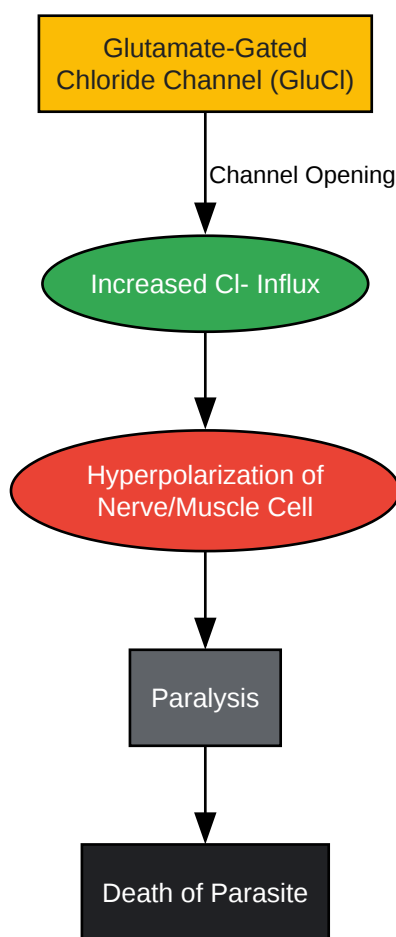 Glutamate-Gated
Chloride Channel (GluCl)
Channel Opening
Increased Cl- Influx
Hyperpolarization of
Nerve/Muscle Cell
Paralysis
Death of Parasite